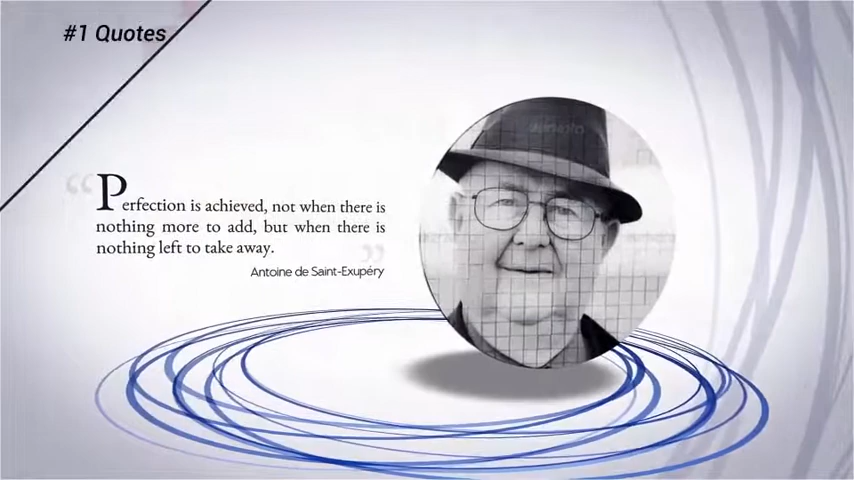 #1 Quotes
“Perfection is achieved, not when there is
nothing more to add, but when there is
nothing left to take away.”
Antoine de Saint-Exupéry